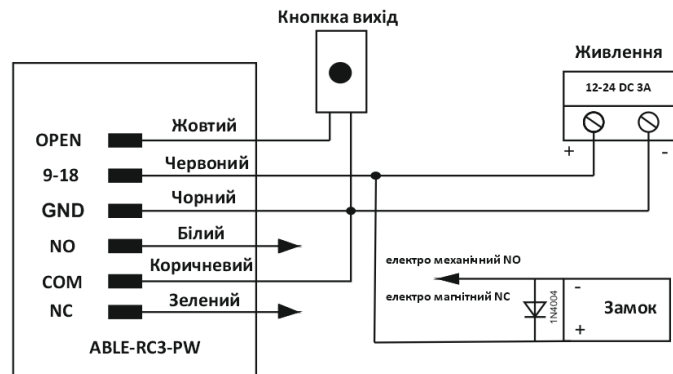 Кнопкка вихід
Живлення
12-24 DC 3A
+ -
OPEN Жовтий
9-18 Червоний
GND Чорний
NO Білий
COM Коричневий
NC Зелений
ABLE-RC3-PW
електро механічний NO
електро магнітний NC
1N4004
-
Замок
+